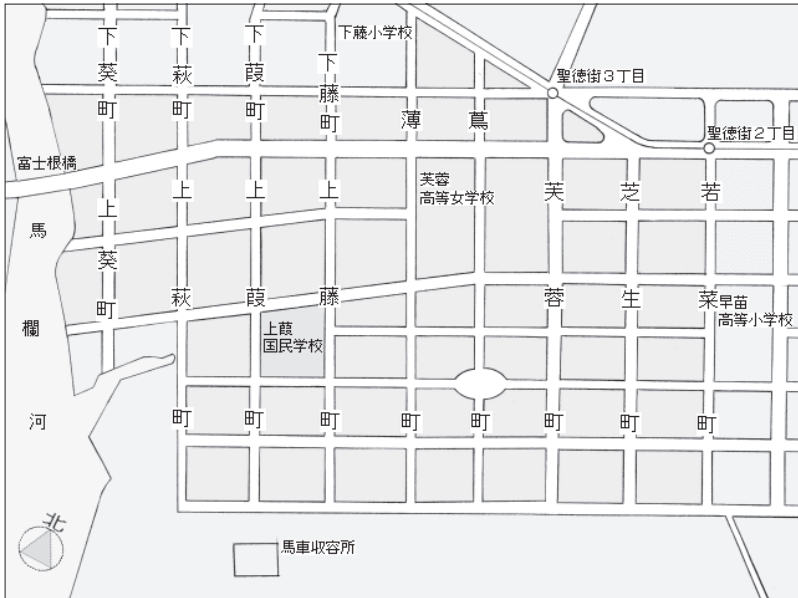 下葵町
下萩町
下葭町
下藤町
下藤小学校
薄
蔦
聖徳街3丁目
聖徳街2丁目
富士根橋
芙蓉
高等女学校
上葵町
上萩町
上葭町
上藤町
町
町
芙蓉町
芝生町
若菜町
早苗
高等小学校
上葭
国民学校
馬欄河
北
馬車収容所